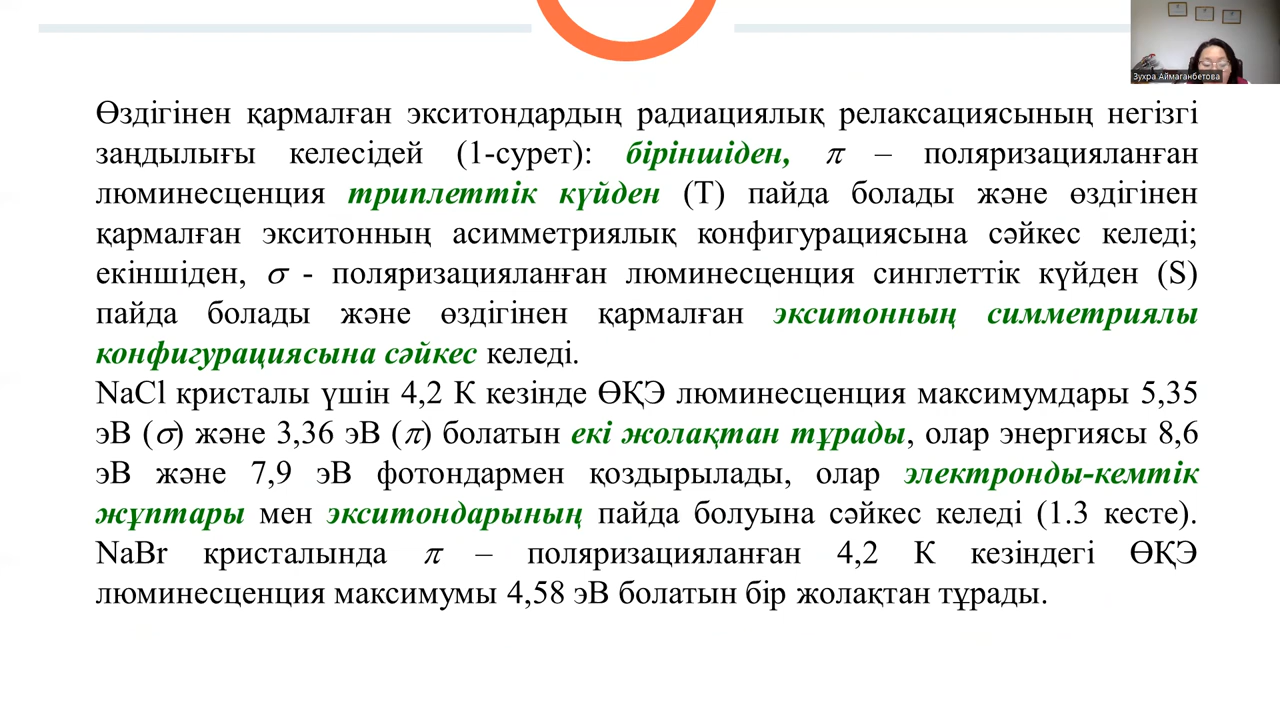 Зухра Аймаганбетова
Өздігінен қармалған экситондардың радиациялық релаксациясының негізгі
заңдылығы келесідей (1-сурет): біріншіден, π – поляризацияланған
люминесценция триплеттік күйден (T) пайда болады және өздігінен
қармалған экситонның асимметриялық конфигурациясына сәйкес келеді;
екіншіден, σ - поляризацияланған люминесценция синглеттік күйден (S)
пайда болады және өздігінен қармалған экситонның симметриялы
конфигурациясына сәйкес келеді.
NaCl кристалы үшін 4,2 К кезінде ӨҚЭ люминесценция максимумдары 5,35
эВ (σ) және 3,36 эВ (π) болатын екі жолақтан тұрады, олар энергиясы 8,6
эВ және 7,9 эВ фотондармен қоздырылады, олар электронды-кемтік
жұптары мен экситондарының пайда болуына сәйкес келеді (1.3 кесте).
NaBr кристалында π – поляризацияланған 4,2 К кезіндегі ӨҚЭ
люминесценция максимумы 4,58 эВ болатын бір жолақтан тұрады.